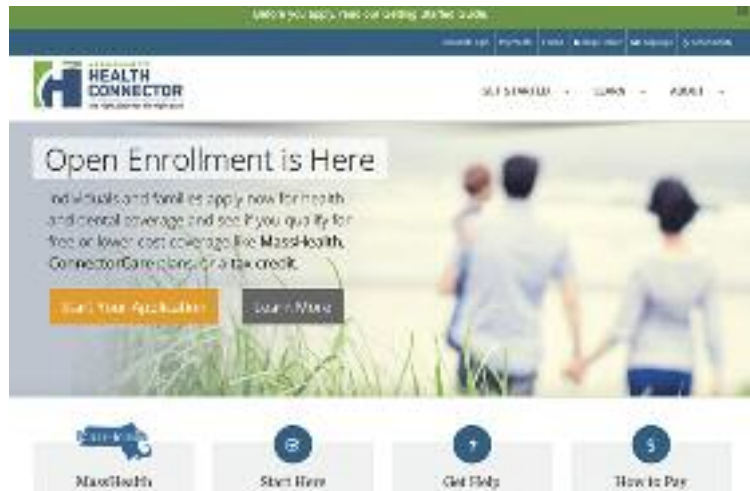 Before you apply, read our Getting Started Guide.
HEALTH
CONNECTOR
GET STARTED
LEARN
ABOUT
Open Enrollment is Here
Individuals and families apply now for health
and dental coverage and see if you qualify for
free or lower cost coverage like MassHealth,
ConnectorCare plans, or a tax credit.
Start Your Application
Learn More
MassHealth
Start Here
Get Help
How to Pay